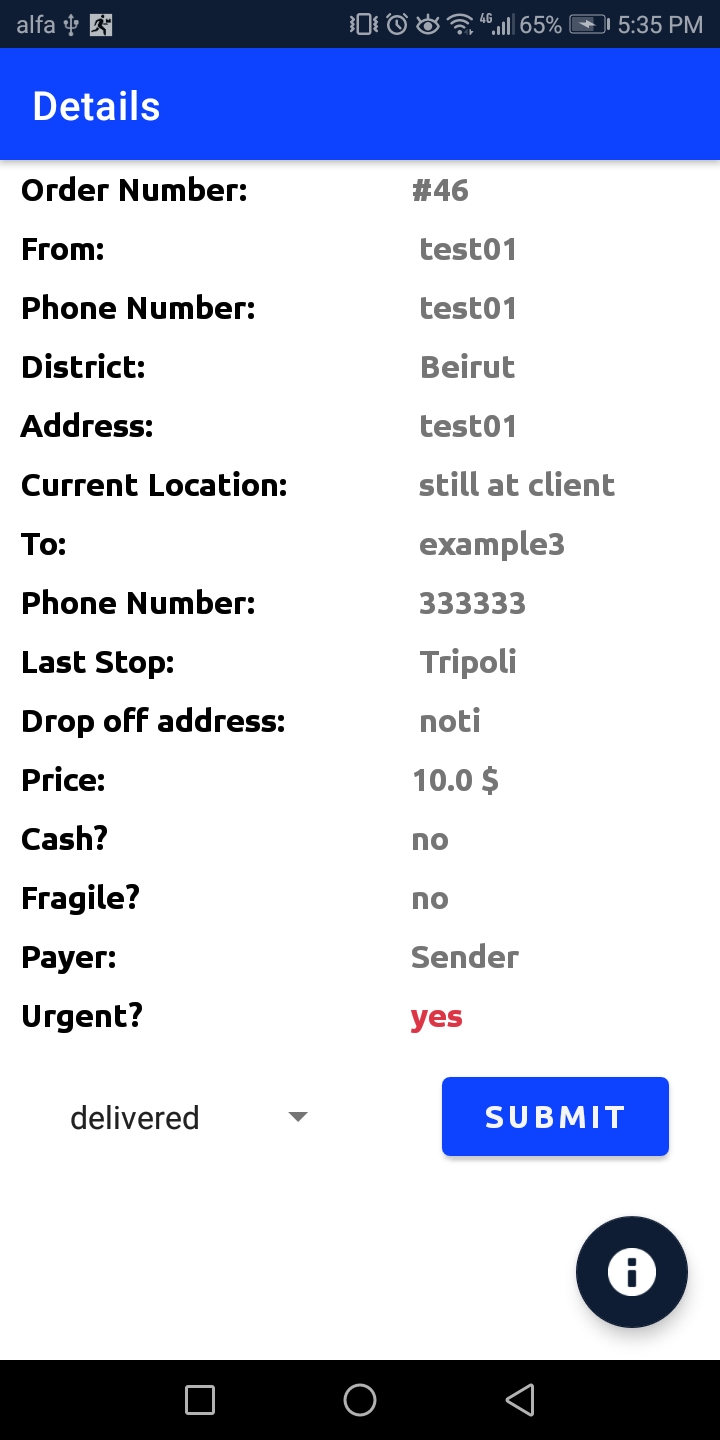 alfa 4G 65% 5:35 PM
Details
Order Number: #46
From: test01
Phone Number: test01
District: Beirut
Address: test01
Current Location: still at client
To: example3
Phone Number: 333333
Last Stop: Tripoli
Drop off address: noti
Price: 10.0 $
Cash? no
Fragile? no
Payer: Sender
Urgent? yes
delivered SUBMIT